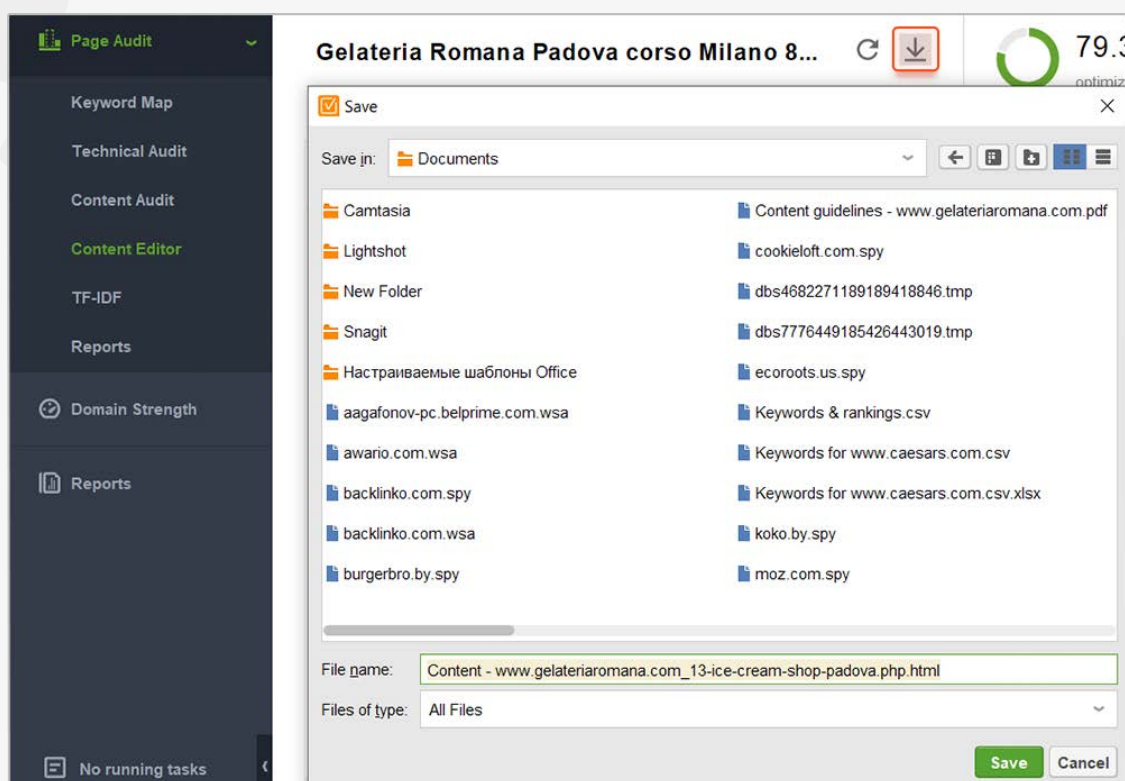 Page Audit
Keyword Map
Technical Audit
Content Audit
Content Editor
TF-IDF
Reports
Domain Strength
Reports
No running tasks
Gelateria Romana Padova corso Milano 8...
79.3
optimiz
Save
Save in:
Documents
Camtasia
Lightshot
New Folder
Snagit
Настраиваемые шаблоны Office
aagafonov-pc.belprime.com.wsa
awario.com.wsa
backlinko.com.spy
backlinko.com.wsa
burgerbro.by.spy
Content guidelines - www.gelateriaromana.com.pdf
cookieloft.com.spy
dbs4682271189189418846.tmp
dbs7776449185426443019.tmp
ecoroots.us.spy
Keywords & rankings.csv
Keywords for www.caesars.com.csv
Keywords for www.caesars.com.csv.xlsx
koko.by.spy
moz.com.spy
File name: Content - www.gelateriaromana.com_13-ice-cream-shop-padova.php.html
Files of type: All Files
Save Cancel